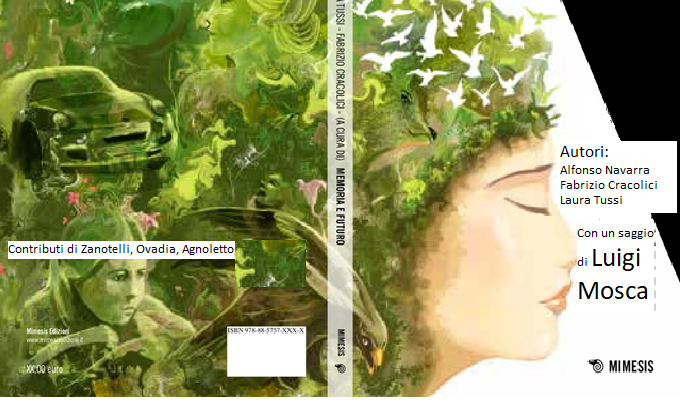 Contributi di Zanotelli, Ovadia, Agnoletto
Mimesis Edizioni
www.mimesisedizioni.it
XX,00 euro
ISBN 978-88-5757-XXX-X
A TUSSI - FABRIZIO CRACOLICI - (A CURA DI) MEMORIA E FUTURO
MIMESIS
Autori:
Alfonso Navarra
Fabrizio Cracolici
Laura Tussi
Con un saggio
di Luigi
Mosca
MIMESIS